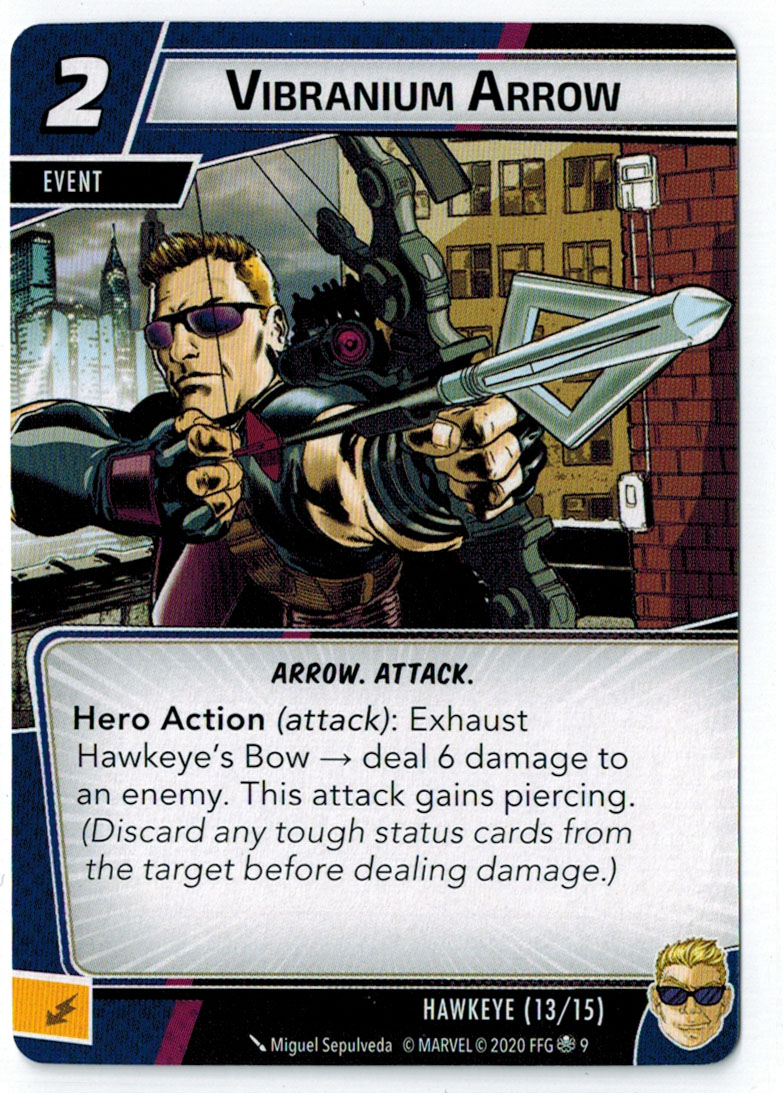 2
VIBRANIUM ARROW
EVENT
ARROW. ATTACK.
Hero Action (attack): Exhaust
Hawkeye's Bow → deal 6 damage to
an enemy. This attack gains piercing.
(Discard any tough status cards from
the target before dealing damage.)
HAWKEYE (13/15)
Miguel Sepulveda © MARVEL © 2020 FFG 9